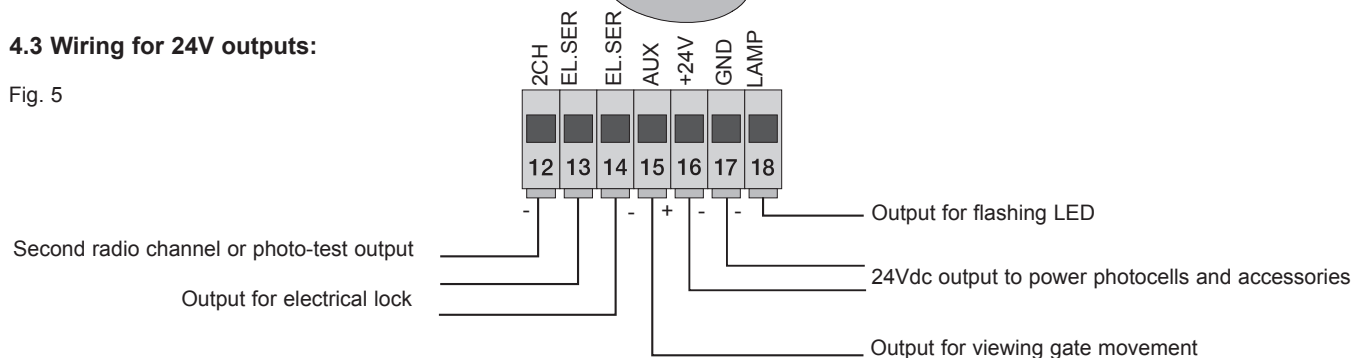 4.3 Wiring for 24V outputs:
Fig. 5
2CH
EL.SER
EL.SER
AUX
+24V
GND
LAMP
12 13 14 15 16 17 18
- - + - -
Output for flashing LED
Second radio channel or photo-test output
24Vdc output to power photocells and accessories
Output for electrical lock
Output for viewing gate movement